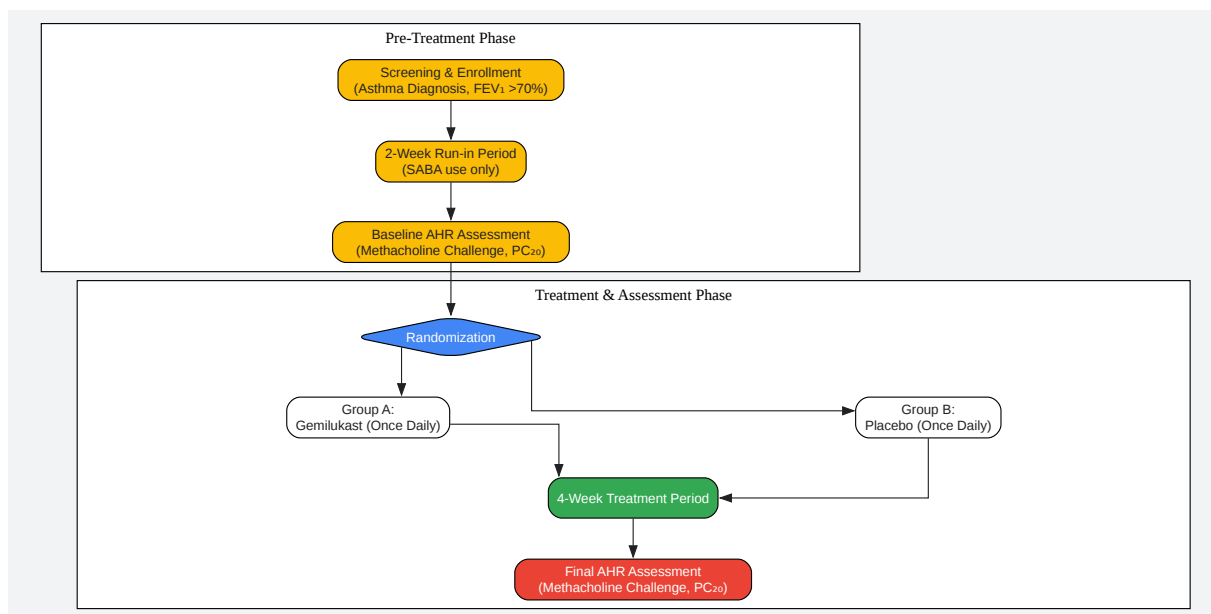 Pre-Treatment Phase
Screening & Enrollment
(Asthma Diagnosis, FEV₁ >70%)
2-Week Run-in Period
(SABA use only)
Baseline AHR Assessment
(Methacholine Challenge, PC₂₀)
Treatment & Assessment Phase
Randomization
Group A:
Gemilukast (Once Daily)
Group B:
Placebo (Once Daily)
4-Week Treatment Period
Final AHR Assessment
(Methacholine Challenge, PC₂₀)